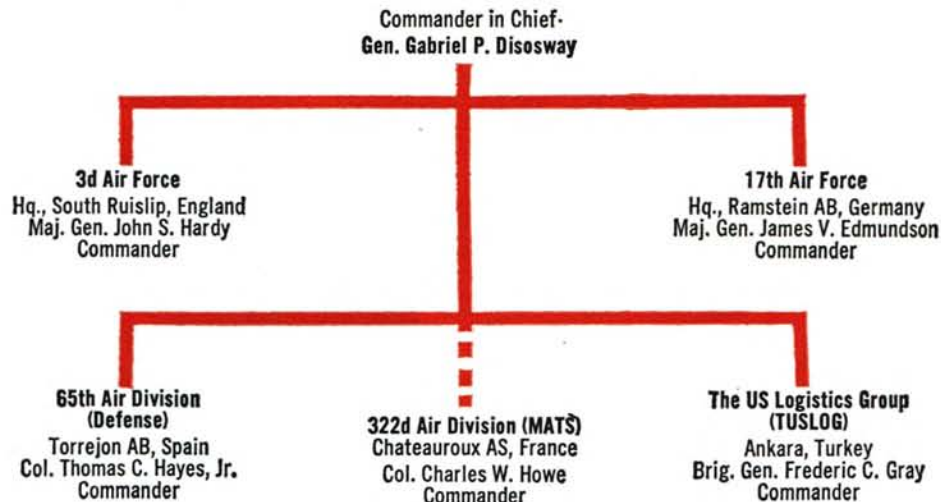 Commander in Chief-
Gen. Gabriel P. Disosway
3d Air Force
Hq., South Ruislip, England
Maj. Gen. John S. Hardy
Commander
17th Air Force
Hq., Ramstein AB, Germany
Maj. Gen. James V. Edmundson
Commander
65th Air Division
(Defense)
Torrejon AB, Spain
Col. Thomas C. Hayes, Jr.
Commander
322d Air Division (MATS)
Chateauroux AS, France
Col. Charles W. Howe
Commander
The US Logistics Group
(TUSLOG)
Ankara, Turkey
Brig. Gen. Frederic C. Gray
Commander